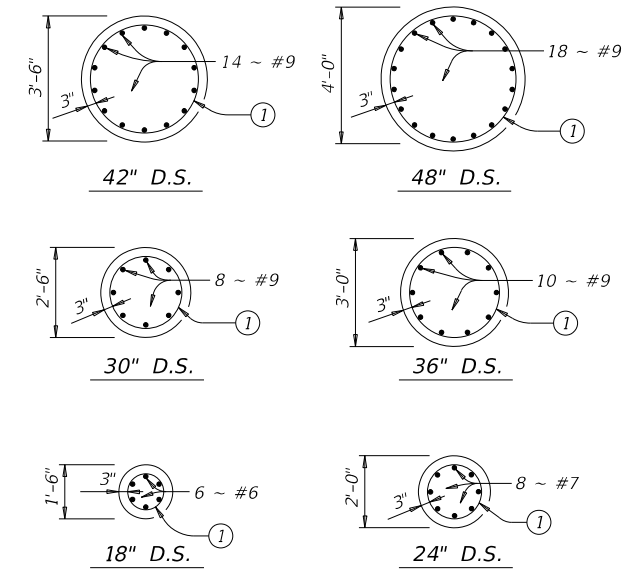 3'-6"
14 ~ #9
3"
1
42" D.S.
4'-0"
18 ~ #9
3"
1
48" D.S.
2'-6"
8 ~ #9
3"
1
30" D.S.
3'-0"
10 ~ #9
3"
1
36" D.S.
1'-6"
3"
6 ~ #6
1
18" D.S.
2'-0"
8 ~ #7
3"
1
24" D.S.